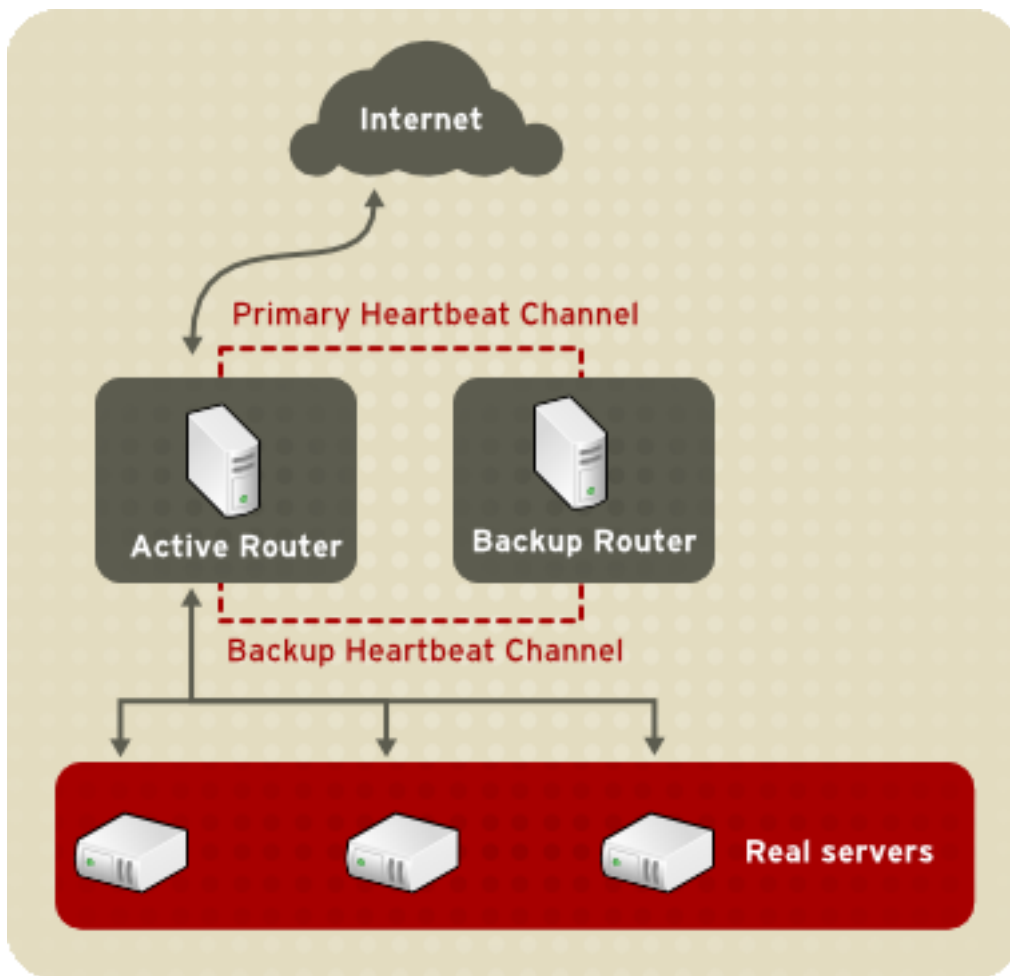 Internet
Primary Heartbeat Channel
Active Router
Backup Router
Backup Heartbeat Channel
Real servers